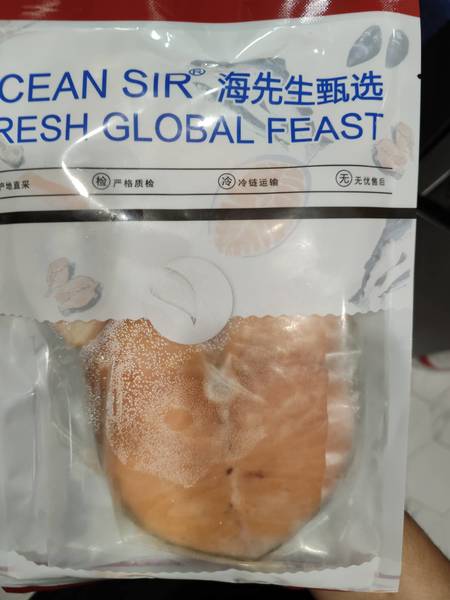 CEAN SIR® 海先生甄选
RESH GLOBAL FEAST
产地直采 检 严格质检 冷 冷链运输 无 无忧售后